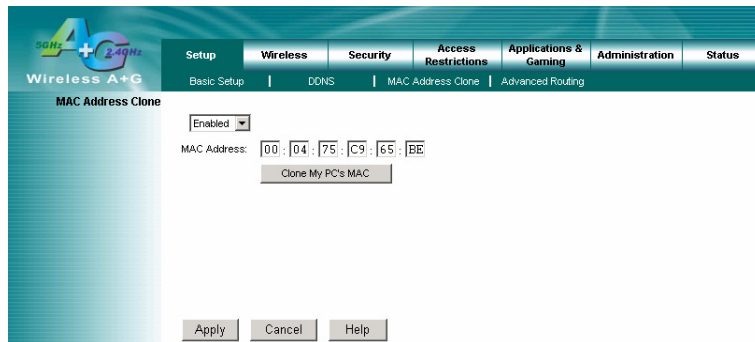 5GHz A+G 2.4GHz
Wireless A+G
Setup Wireless Security Access Restrictions Applications & Gaming Administration Status
Basic Setup | DDNS | MAC Address Clone | Advanced Routing
MAC Address Clone
Enabled
MAC Address: 00 : 04 : 75 : C9 : 65 : BE
Clone My PC's MAC
Apply Cancel Help